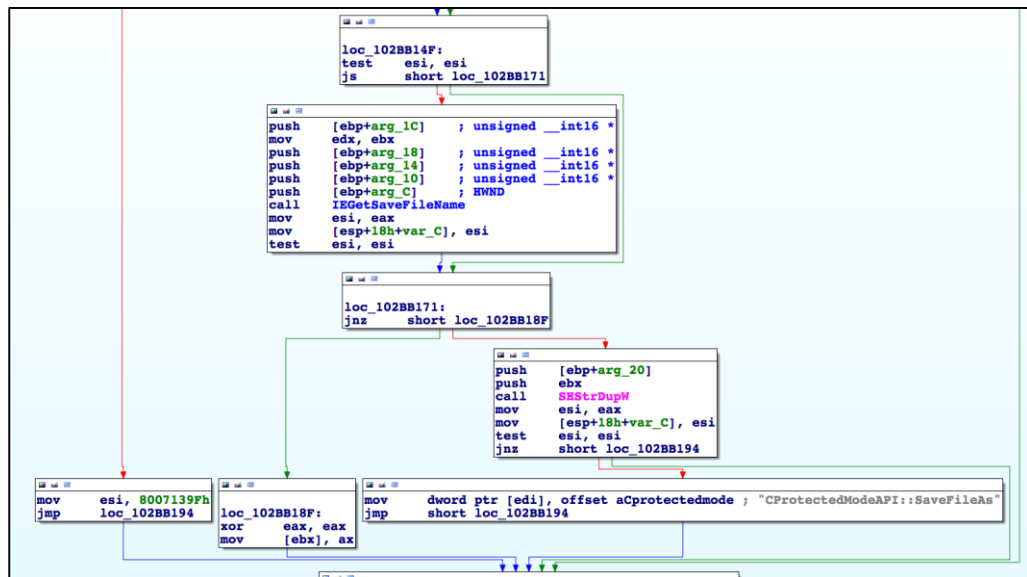 loc_102BB14F:
test esi, esi
js short loc_102BB171
push [ebp+arg_1C] ; unsigned __int16 *
mov edx, ebx
push [ebp+arg_18] ; unsigned __int16 *
push [ebp+arg_14] ; unsigned __int16 *
push [ebp+arg_10] ; unsigned __int16 *
push [ebp+arg_C] ; HWND
call IEGetSaveFileName
mov esi, eax
mov [esp+18h+var_C], esi
test esi, esi
loc_102BB171:
jnz short loc_102BB18F
push [ebp+arg_20]
push ebx
call SHStrDupW
mov esi, eax
mov [esp+18h+var_C], esi
test esi, esi
jnz short loc_102BB194
mov esi, 8007139Fh
jmp loc_102BB194
loc_102BB18F:
xor eax, eax
mov [ebx], ax
mov dword ptr [edi], offset aCprotectedmode ; "CProtectedModeAPI::SaveFileAs"
jmp short loc_102BB194